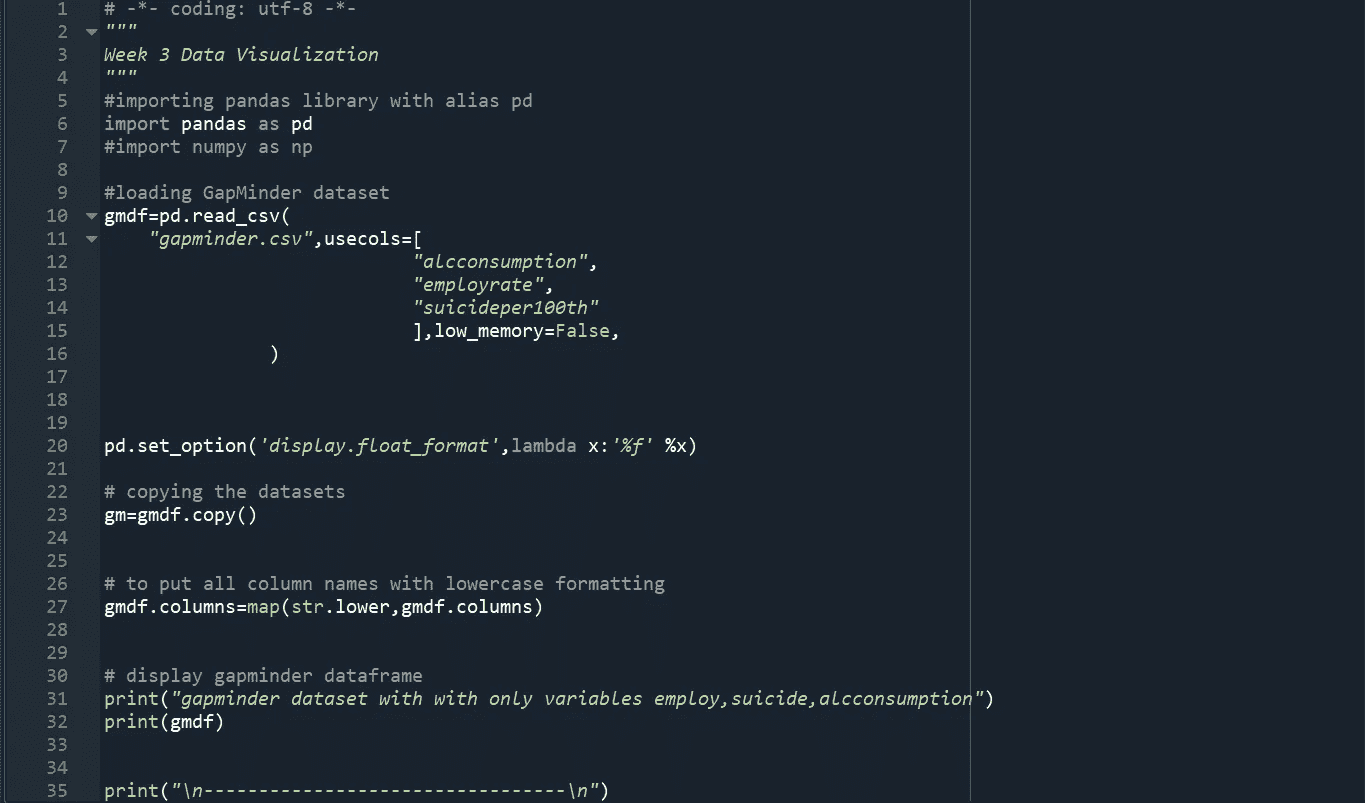 1 # -*- coding: utf-8 -*-
2 """
3 Week 3 Data Visualization
4 """
5 #importing pandas library with alias pd
6 import pandas as pd
7 #import numpy as np
8
9 #loading GapMinder dataset
10 gmdf=pd.read_csv(
11     "gapminder.csv",usecols=[
12                             "alcconsumption",
13                             "employrate",
14                             "suicideper100th"
15                             ],low_memory=False,
16                )
17
18
19
20 pd.set_option('display.float_format',lambda x:'%f' %x)
21
22 # copying the datasets
23 gm=gmdf.copy()
24
25
26 # to put all column names with lowercase formatting
27 gmdf.columns=map(str.lower,gmdf.columns)
28
29
30 # display gapminder dataframe
31 print("gapminder dataset with with only variables employ,suicide,alcconsumption")
32 print(gmdf)
33
34
35 print("\n---------------------------------\n")